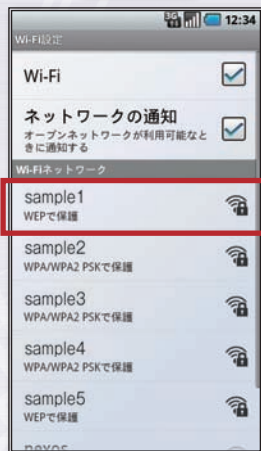 3G 12:34
Wi-Fi設定
Wi-Fi
ネットワークの通知
オープンネットワークが利用可能なと
きに通知する
Wi-Fiネットワーク
sample1
WEPで保護
sample2
WPA/WPA2 PSKで保護
sample3
WPA/WPA2 PSKで保護
sample4
WPA/WPA2 PSKで保護
sample5
WEPで保護